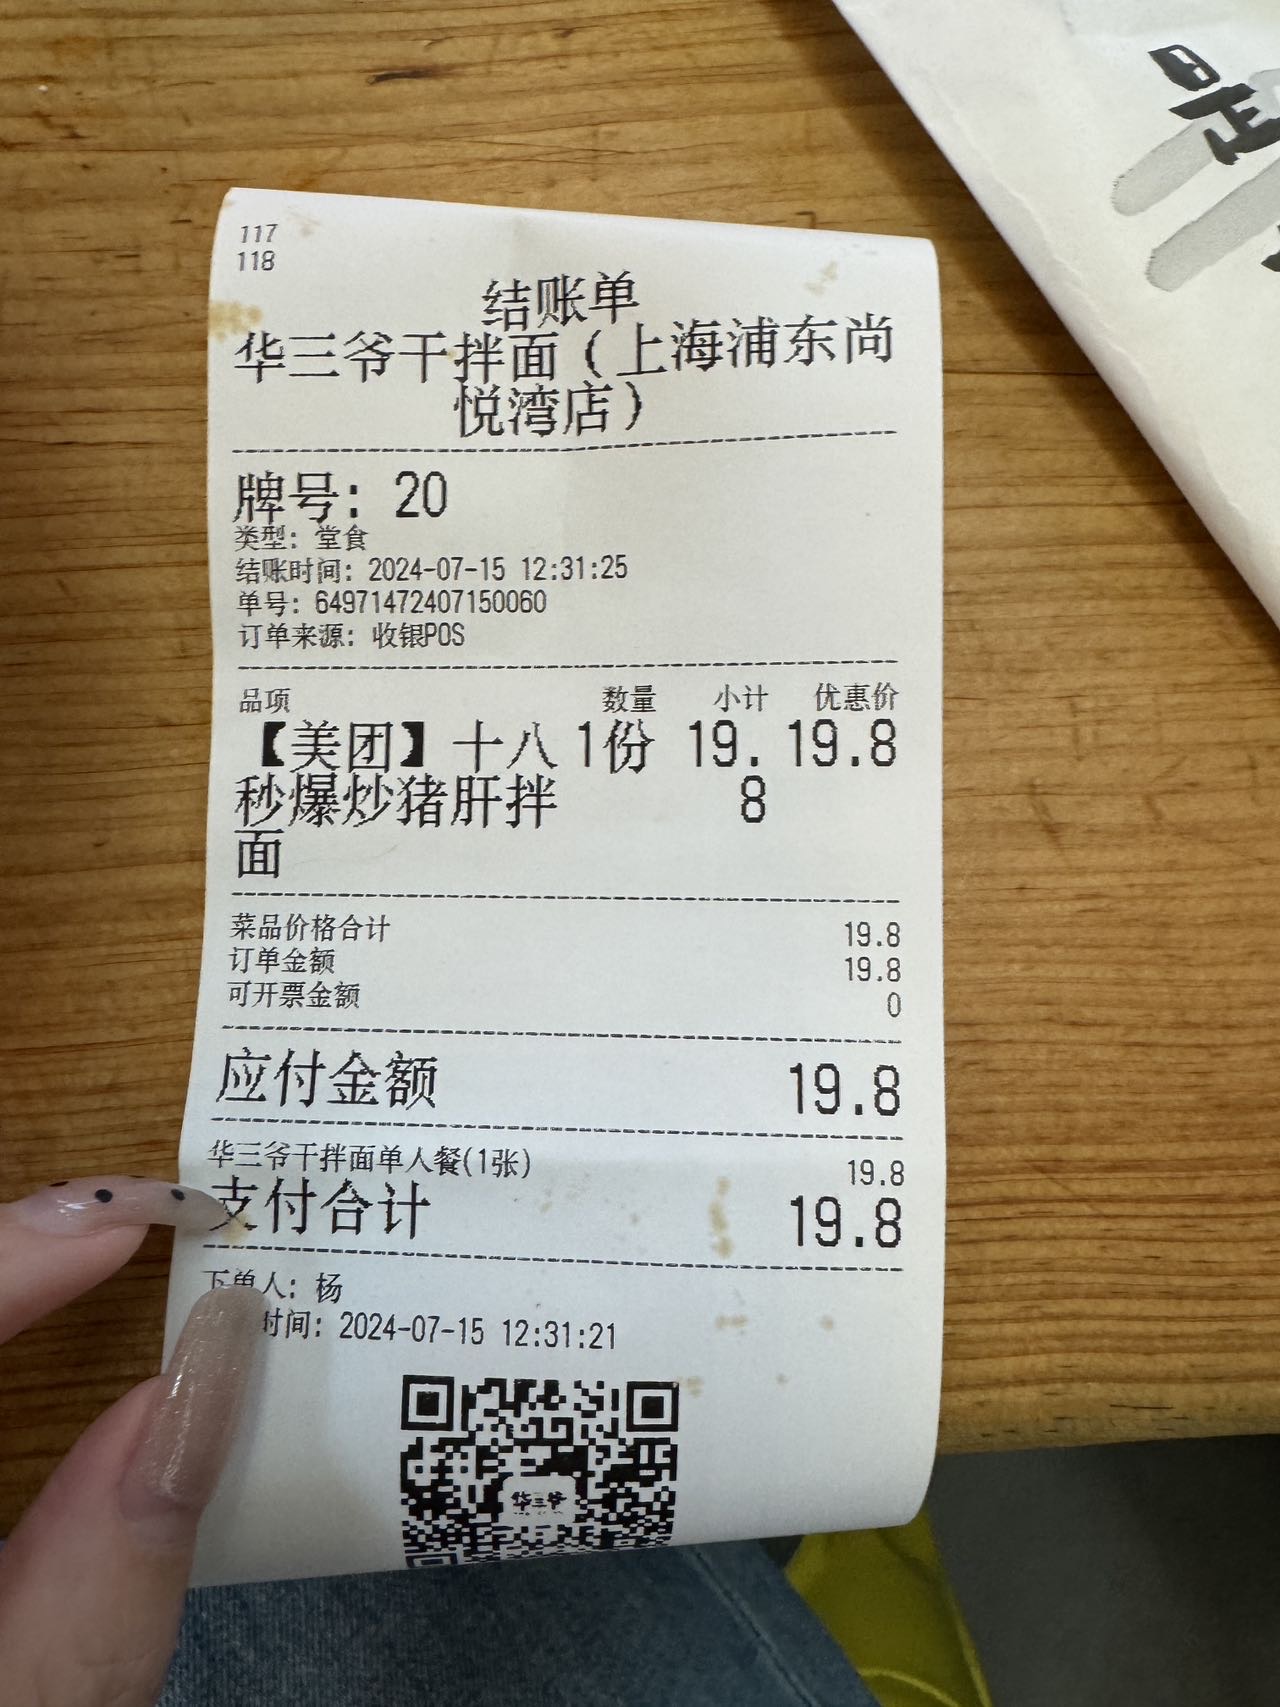 117
118
结账单
华三爷干拌面（上海浦东尚
悦湾店）
牌号: 20
类型: 堂食
结账时间: 2024-07-15 12:31:25
单号: 64971472407150060
订单来源: 收银POS
品项 数量 小计 优惠价
【美团】十八 1份 19. 19.8
秒爆炒猪肝拌 8
面
菜品价格合计 19.8
订单金额 19.8
可开票金额 0
应付金额 19.8
华三爷干拌面单人餐(1张) 19.8
支付合计 19.8
下单人: 杨
时间: 2024-07-15 12:31:21
华三爷